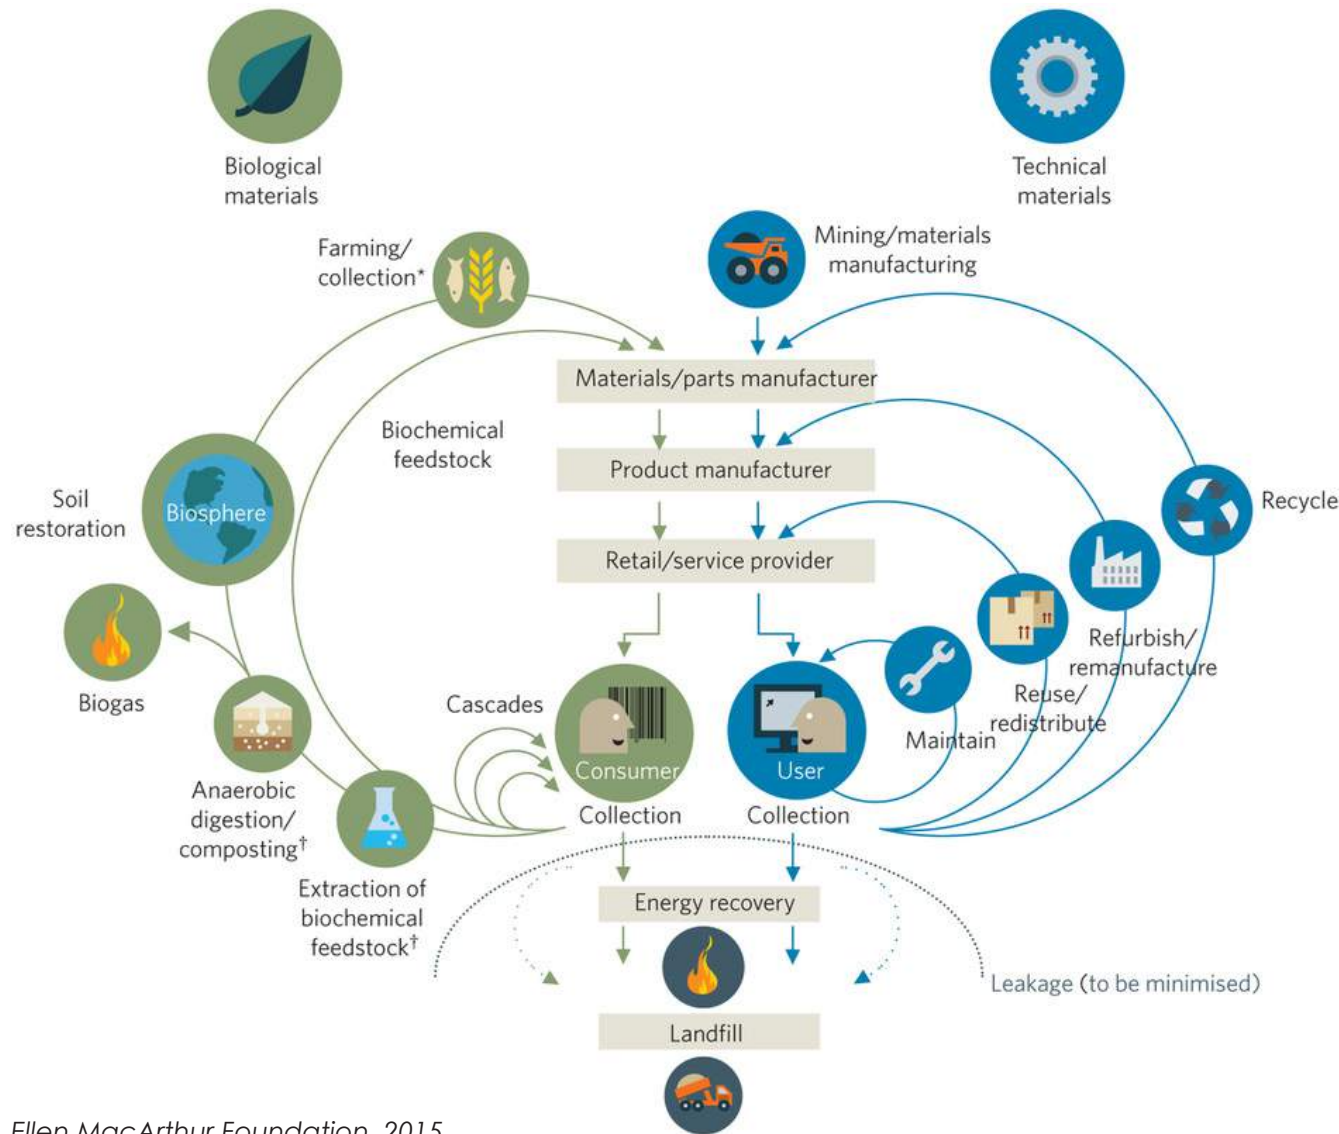 Biological
materials
Technical
materials
Farming/
collection*
Mining/materials
manufacturing
Materials/parts manufacturer
Biochemical
feedstock
Product manufacturer
Soil
restoration
Biosphere
Recycle
Retail/service provider
Refurbish/
remanufacture
Biogas
Cascades
Reuse/
redistribute
Maintain
Consumer
User
Anaerobic
digestion/
composting†
Collection
Collection
Extraction of
biochemical
feedstock†
Energy recovery
Leakage (to be minimised)
Landfill
Ellen MacArthur Foundation, 2015